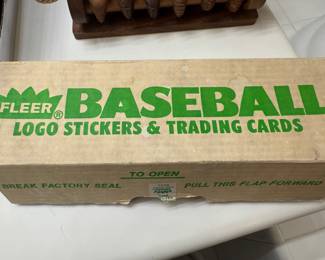 FLEER® BASEBALL
LOGO STICKERS & TRADING CARDS
TO OPEN
BREAK FACTORY SEAL
PULL THIS FLAP FORWARD